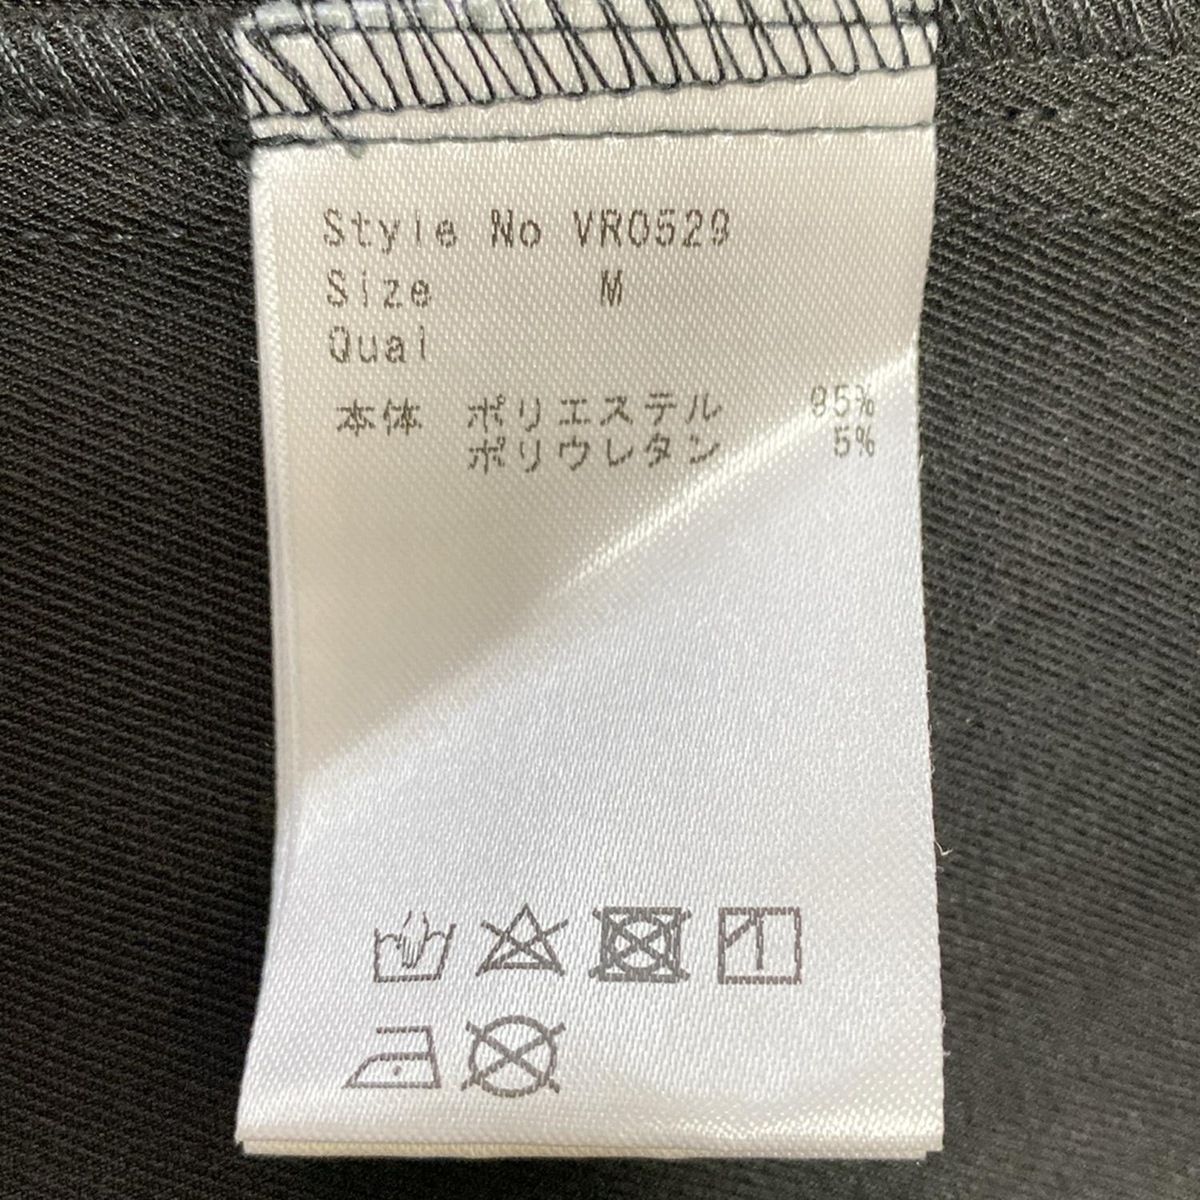 Style No VR0529
Size M
Qual
本体 ポリエステル 95%
ポリウレタン 5%